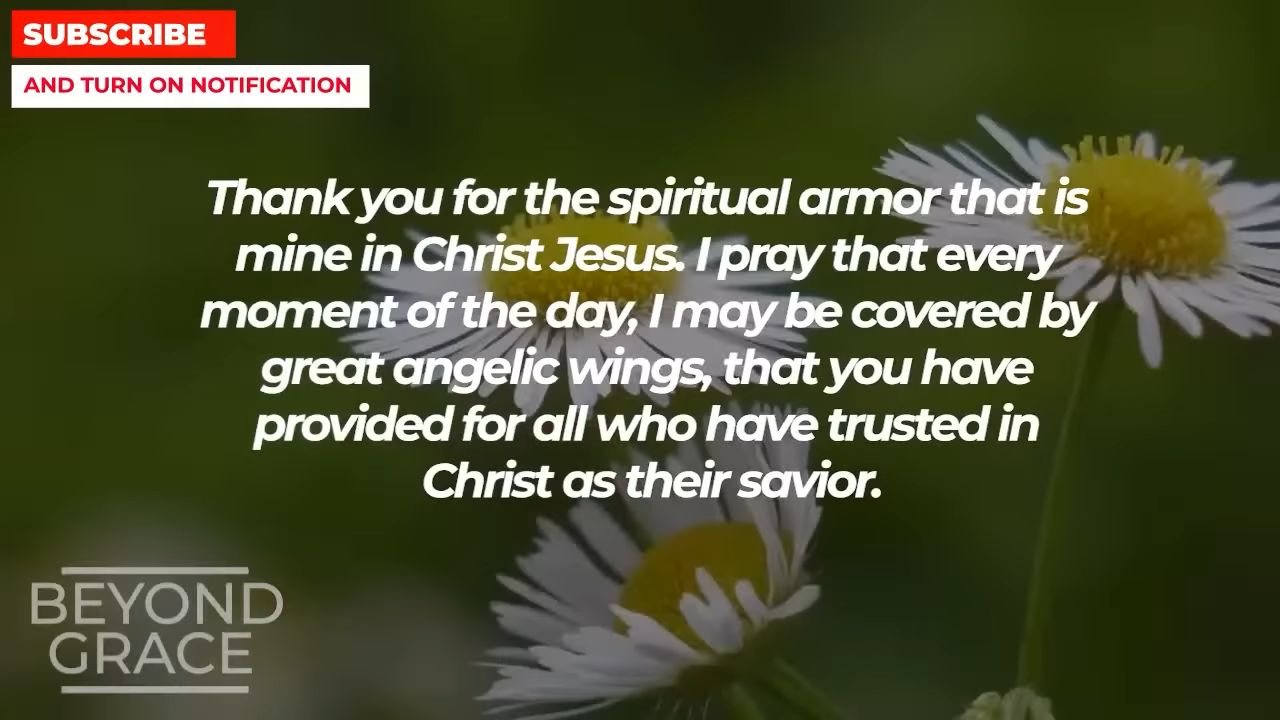 SUBSCRIBE
AND TURN ON NOTIFICATION
Thank you for the spiritual armor that is
mine in Christ Jesus. I pray that every
moment of the day, I may be covered by
great angelic wings, that you have
provided for all who have trusted in
Christ as their savior.
BEYOND
GRACE